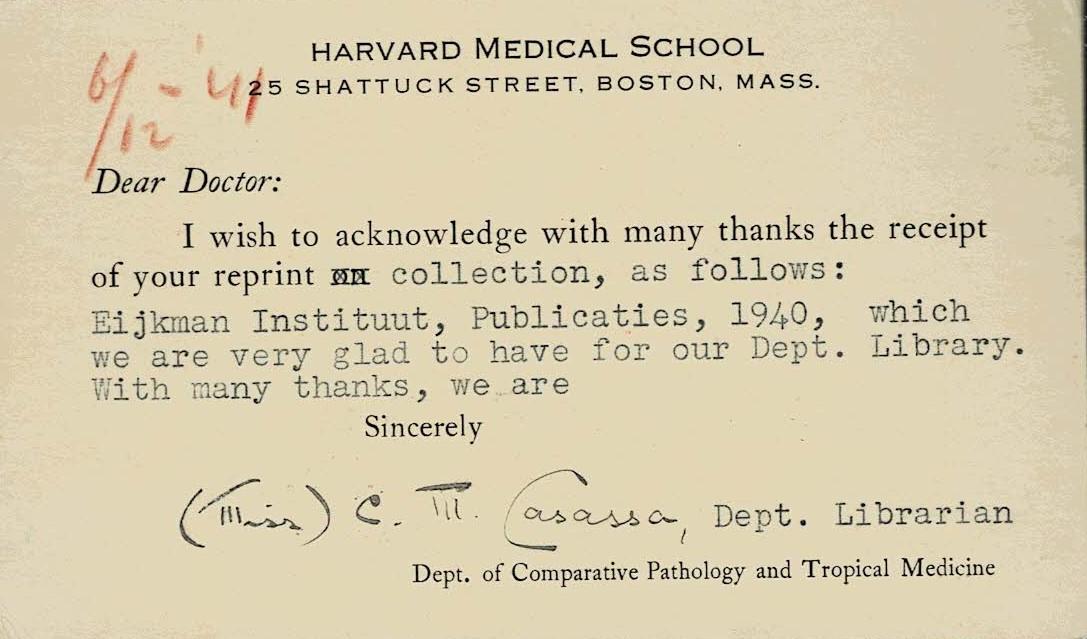 HARVARD MEDICAL SCHOOL
25 SHATTUCK STREET, BOSTON, MASS.
6/12 - '41
Dear Doctor:
I wish to acknowledge with many thanks the receipt
of your reprint on collection, as follows:
Eijkman Instituut, Publicaties, 1940, which
we are very glad to have for our Dept. Library.
With many thanks, we are
Sincerely
(Miss) C. M. Casassa, Dept. Librarian
Dept. of Comparative Pathology and Tropical Medicine